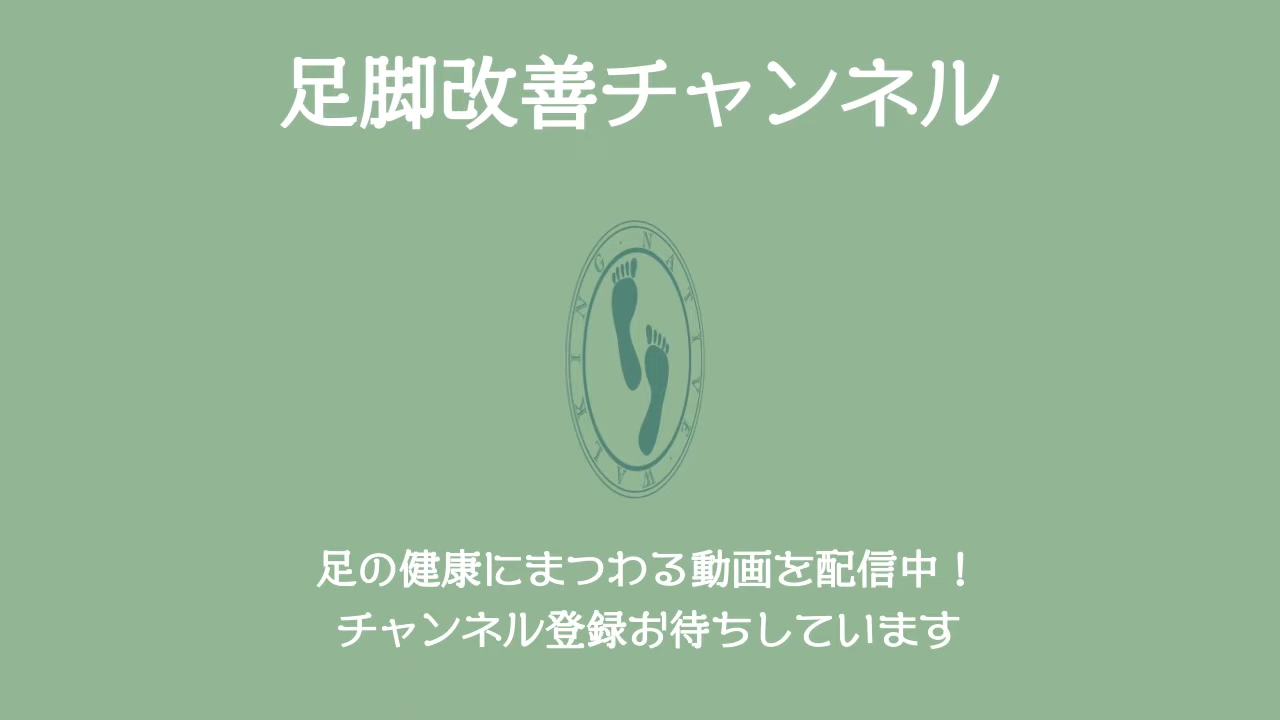 足脚改善チャンネル
NATIVE・WALKING・
足の健康にまつわる動画を配信中！
チャンネル登録お待ちしています